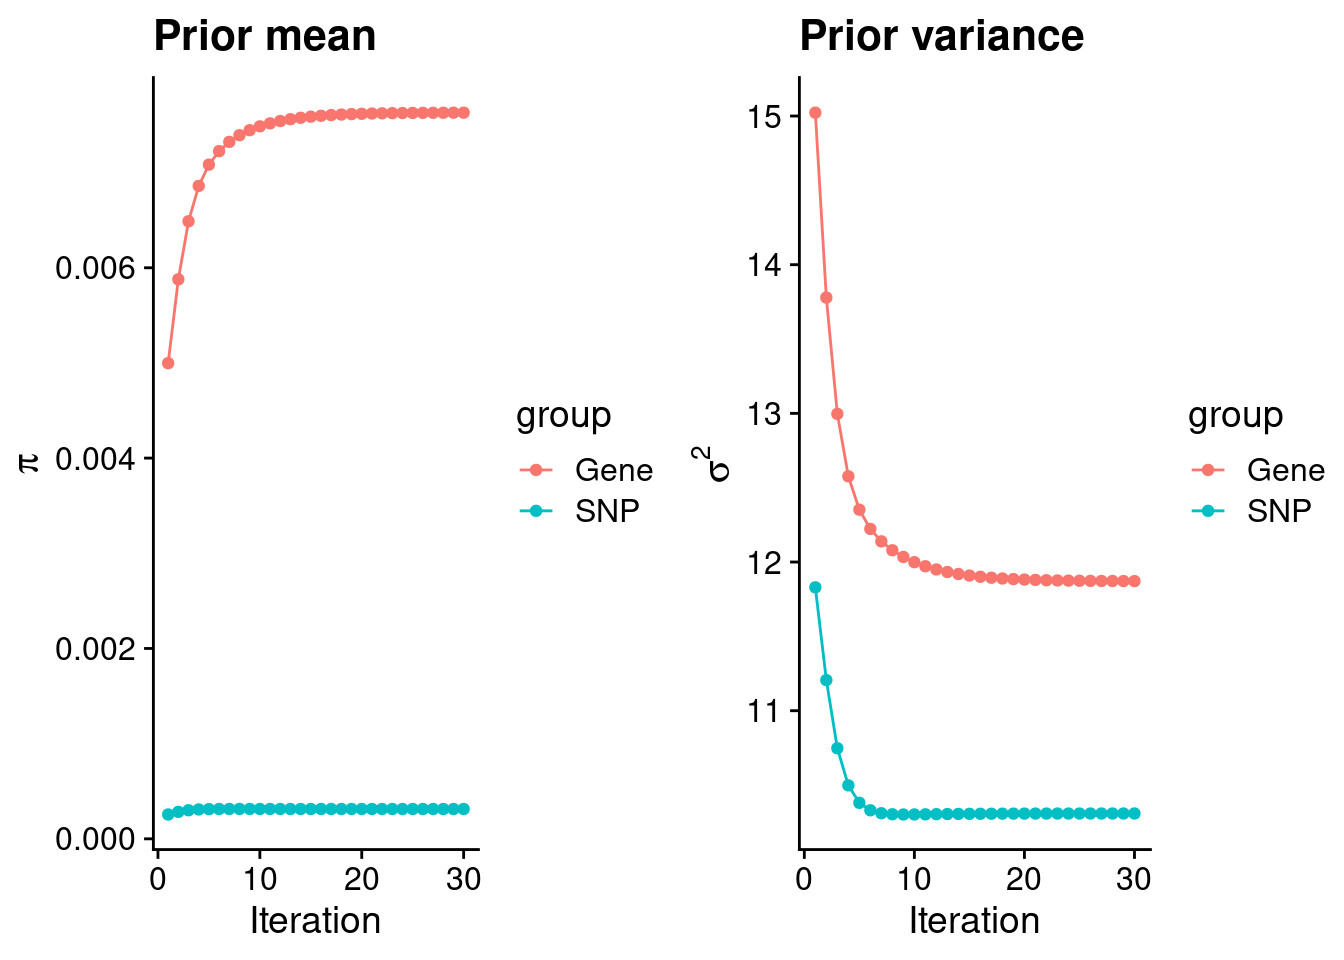 Prior mean
π
0.006
0.004
0.002
0.000
0
10
20
30
Iteration
group
Gene
SNP
Prior variance
σ²
15
14
13
12
11
0
10
20
30
Iteration
group
Gene
SNP